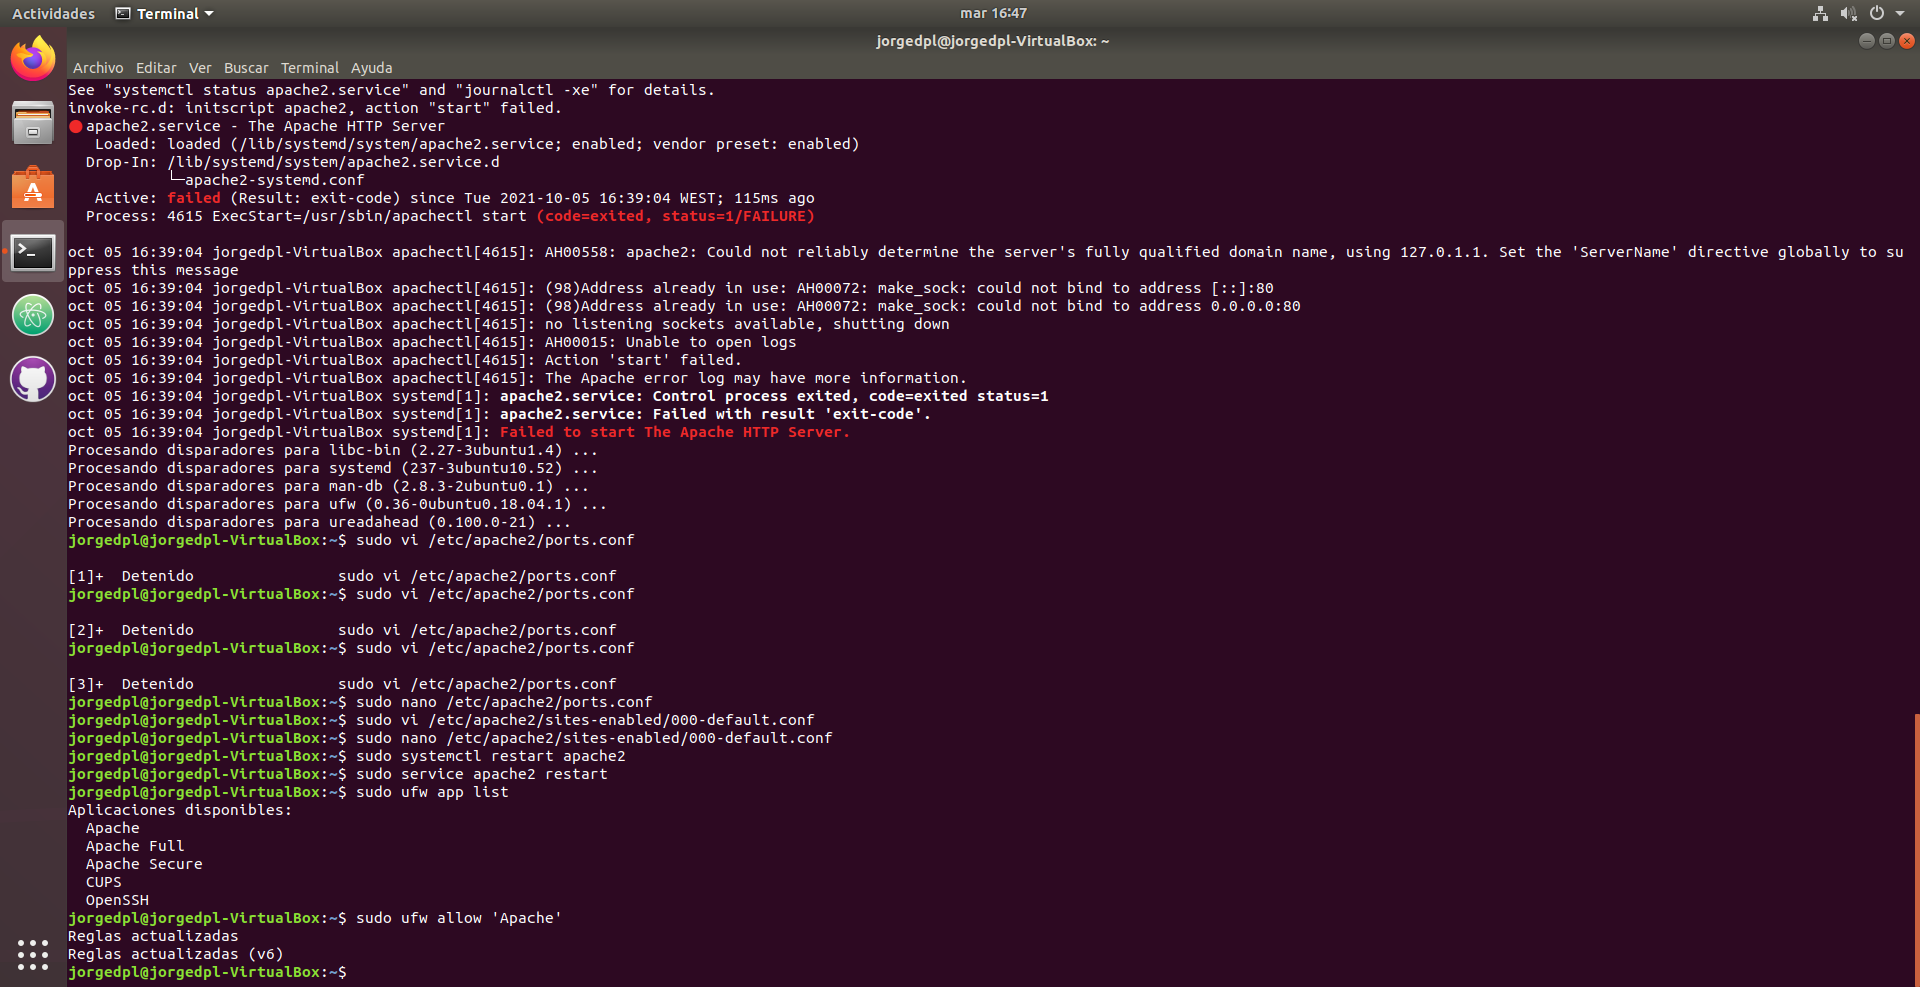 Actividades Terminal mar 16:47
jorgedpl@jorgedpl-VirtualBox: ~
Archivo Editar Ver Buscar Terminal Ayuda
See "systemctl status apache2.service" and "journalctl -xe" for details.
invoke-rc.d: initscript apache2, action "start" failed.
● apache2.service - The Apache HTTP Server
   Loaded: loaded (/lib/systemd/system/apache2.service; enabled; vendor preset: enabled)
  Drop-In: /lib/systemd/system/apache2.service.d
           └─apache2-systemd.conf
   Active: failed (Result: exit-code) since Tue 2021-10-05 16:39:04 WEST; 115ms ago
  Process: 4615 ExecStart=/usr/sbin/apachectl start (code=exited, status=1/FAILURE)
oct 05 16:39:04 jorgedpl-VirtualBox apachectl[4615]: AH00558: apache2: Could not reliably determine the server's fully qualified domain name, using 127.0.1.1. Set the 'ServerName' directive globally to su
ppress this message
oct 05 16:39:04 jorgedpl-VirtualBox apachectl[4615]: (98)Address already in use: AH00072: make_sock: could not bind to address [::]:80
oct 05 16:39:04 jorgedpl-VirtualBox apachectl[4615]: (98)Address already in use: AH00072: make_sock: could not bind to address 0.0.0.0:80
oct 05 16:39:04 jorgedpl-VirtualBox apachectl[4615]: no listening sockets available, shutting down
oct 05 16:39:04 jorgedpl-VirtualBox apachectl[4615]: AH00015: Unable to open logs
oct 05 16:39:04 jorgedpl-VirtualBox apachectl[4615]: Action 'start' failed.
oct 05 16:39:04 jorgedpl-VirtualBox apachectl[4615]: The Apache error log may have more information.
oct 05 16:39:04 jorgedpl-VirtualBox systemd[1]: apache2.service: Control process exited, code=exited status=1
oct 05 16:39:04 jorgedpl-VirtualBox systemd[1]: apache2.service: Failed with result 'exit-code'.
oct 05 16:39:04 jorgedpl-VirtualBox systemd[1]: Failed to start The Apache HTTP Server.
Procesando disparadores para libc-bin (2.27-3ubuntu1.4) ...
Procesando disparadores para systemd (237-3ubuntu10.52) ...
Procesando disparadores para man-db (2.8.3-2ubuntu0.1) ...
Procesando disparadores para ufw (0.36-0ubuntu0.18.04.1) ...
Procesando disparadores para ureadahead (0.100.0-21) ...
jorgedpl@jorgedpl-VirtualBox:~$ sudo vi /etc/apache2/ports.conf
[1]+  Detenido                sudo vi /etc/apache2/ports.conf
jorgedpl@jorgedpl-VirtualBox:~$ sudo vi /etc/apache2/ports.conf
[2]+  Detenido                sudo vi /etc/apache2/ports.conf
jorgedpl@jorgedpl-VirtualBox:~$ sudo vi /etc/apache2/ports.conf
[3]+  Detenido                sudo vi /etc/apache2/ports.conf
jorgedpl@jorgedpl-VirtualBox:~$ sudo nano /etc/apache2/ports.conf
jorgedpl@jorgedpl-VirtualBox:~$ sudo vi /etc/apache2/sites-enabled/000-default.conf
jorgedpl@jorgedpl-VirtualBox:~$ sudo nano /etc/apache2/sites-enabled/000-default.conf
jorgedpl@jorgedpl-VirtualBox:~$ sudo systemctl restart apache2
jorgedpl@jorgedpl-VirtualBox:~$ sudo service apache2 restart
jorgedpl@jorgedpl-VirtualBox:~$ sudo ufw app list
Aplicaciones disponibles:
  Apache
  Apache Full
  Apache Secure
  CUPS
  OpenSSH
jorgedpl@jorgedpl-VirtualBox:~$ sudo ufw allow 'Apache'
Reglas actualizadas
Reglas actualizadas (v6)
jorgedpl@jorgedpl-VirtualBox:~$